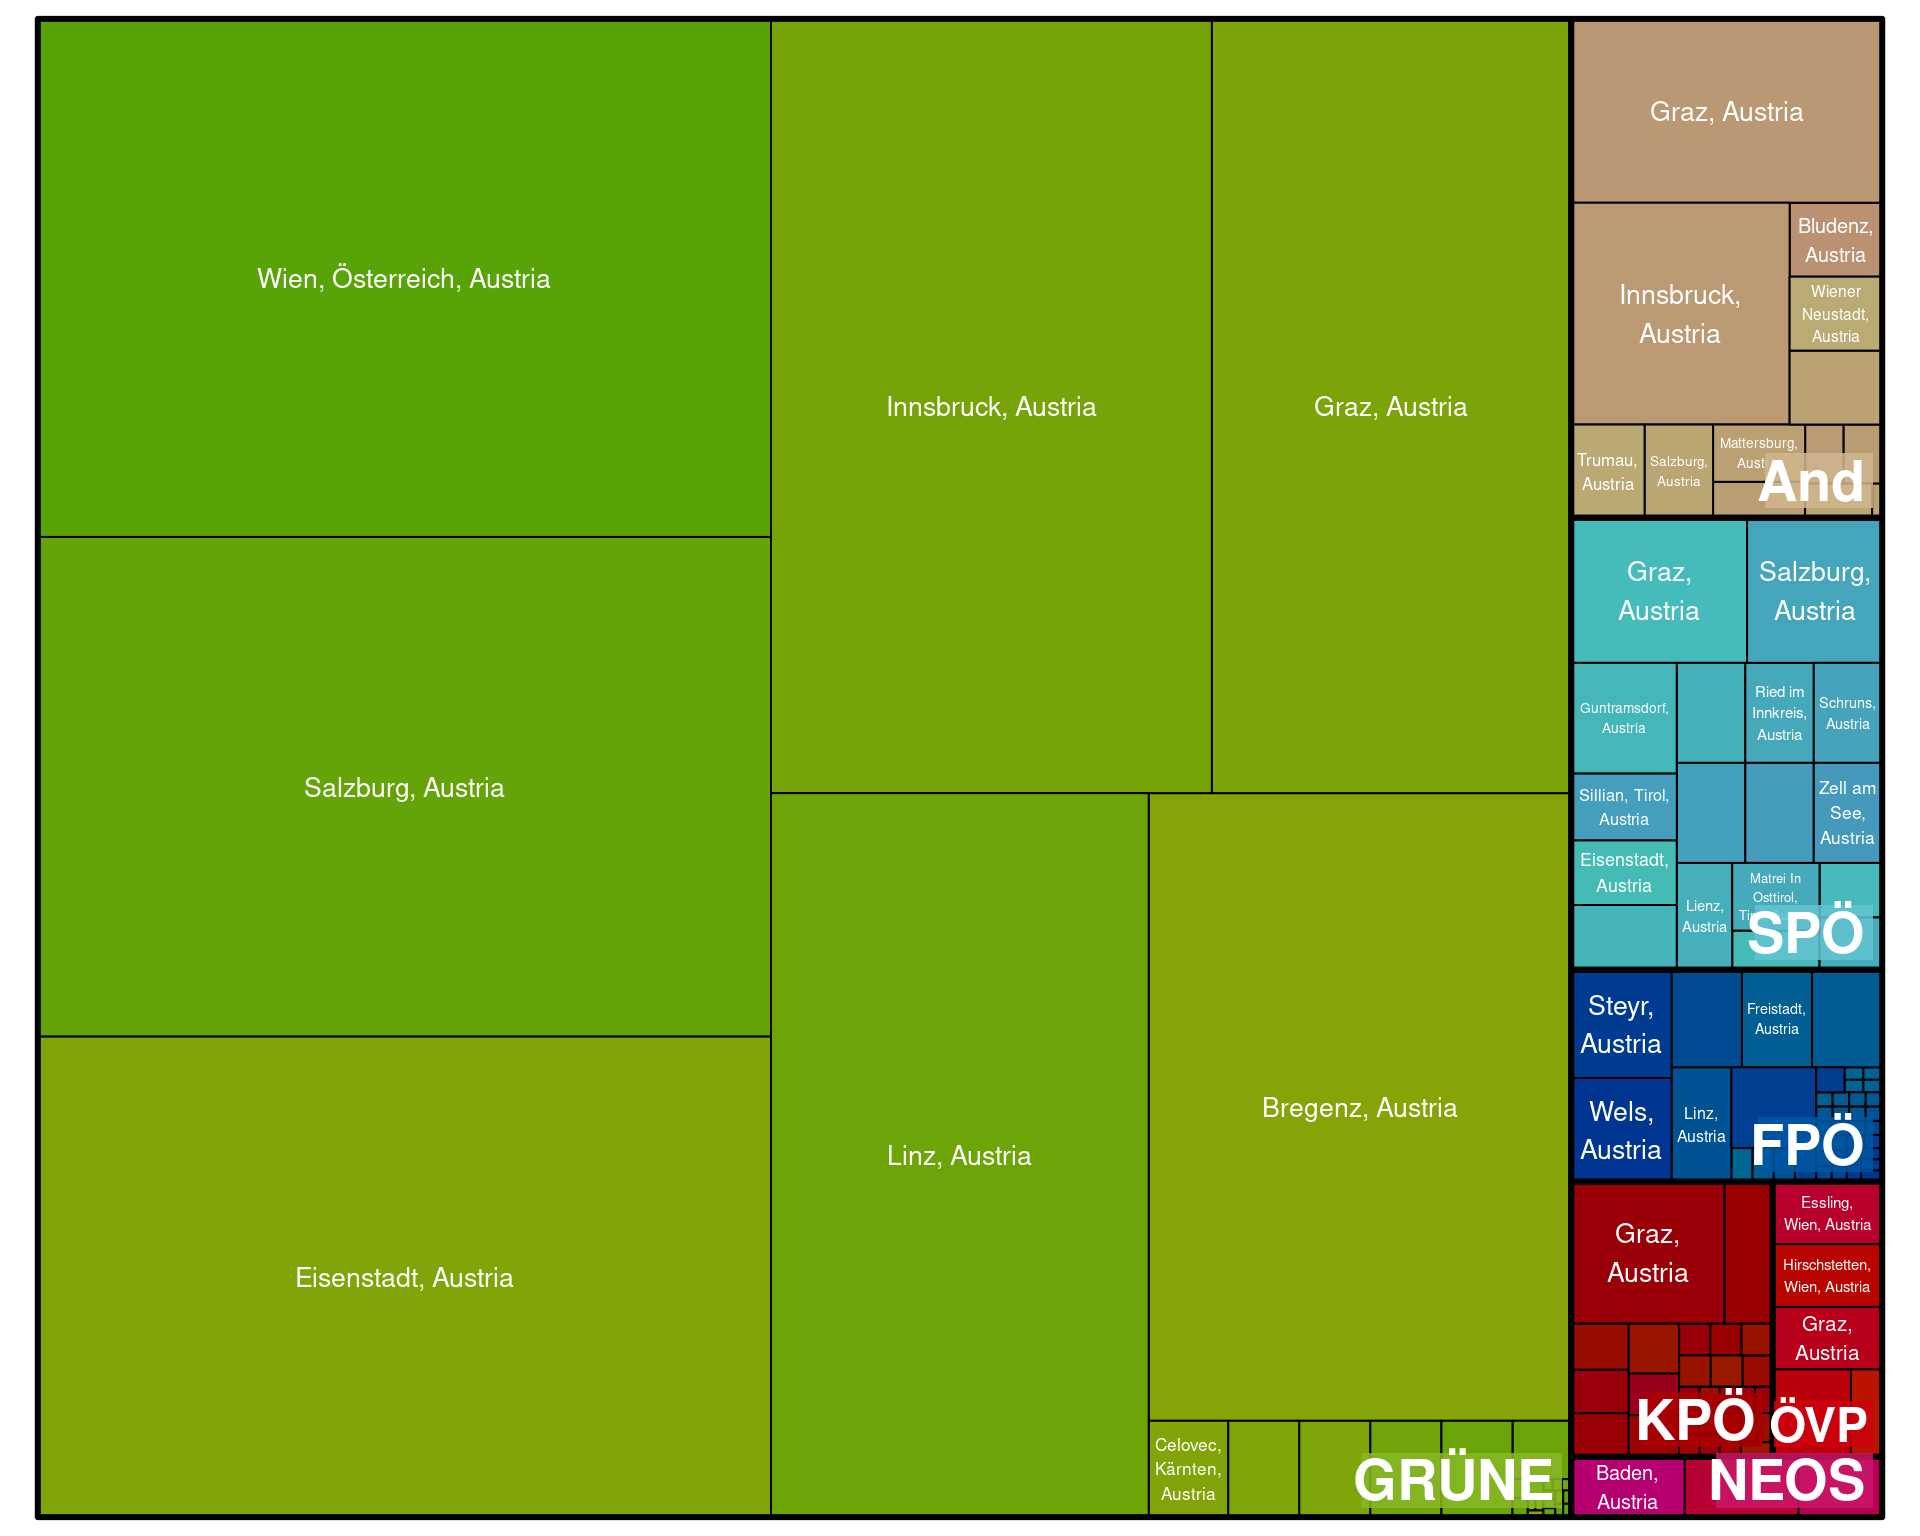 Wien, Österreich, Austria
Salzburg, Austria
Eisenstadt, Austria
Innsbruck, Austria
Graz, Austria
Linz, Austria
Bregenz, Austria
Celovec,
Kärnten,
Austria
GRÜNE
Graz, Austria
Innsbruck,
Austria
Bludenz,
Austria
Wiener
Neustadt,
Austria
Trumau,
Austria
Salzburg,
Austria
Mattersburg,
And
Graz,
Austria
Salzburg,
Austria
Guntramsdorf,
Austria
Ried im
Innkreis,
Austria
Schruns,
Austria
Sillian, Tirol,
Austria
Zell am
See,
Austria
Eisenstadt,
Austria
Lienz,
Austria
Matrei In
Osttirol,
SPÖ
Steyr,
Austria
Freistadt,
Austria
Wels,
Austria
Linz,
Austria
FPÖ
Graz,
Austria
KPÖ
Essling,
Wien, Austria
Hirschstetten,
Wien, Austria
Graz,
Austria
ÖVP
Baden,
Austria
NEOS